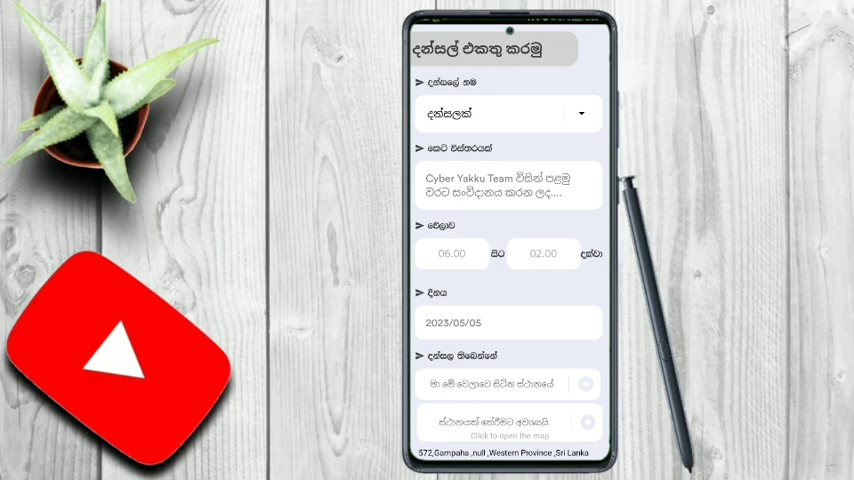 දන්සල් එකතු කරමු
දන්සලේ නම
දන්සලක්
කෙට විස්තරයක්
Cyber Yakku Team විසින් පළමු
වරට සංවිදානය කරන ලද....
වේලාව
06.00 සිට 02.00 දක්වා
දිනය
2023/05/05
දන්සල තිබෙන්නේ
මා මේ වෙලාවෙ සිටින ස්ථානයේ
ස්ථානයක් තේරීමට අවශ්‍යයි
Click to open the map
572,Gampaha ,null ,Western Province ,Sri Lanka